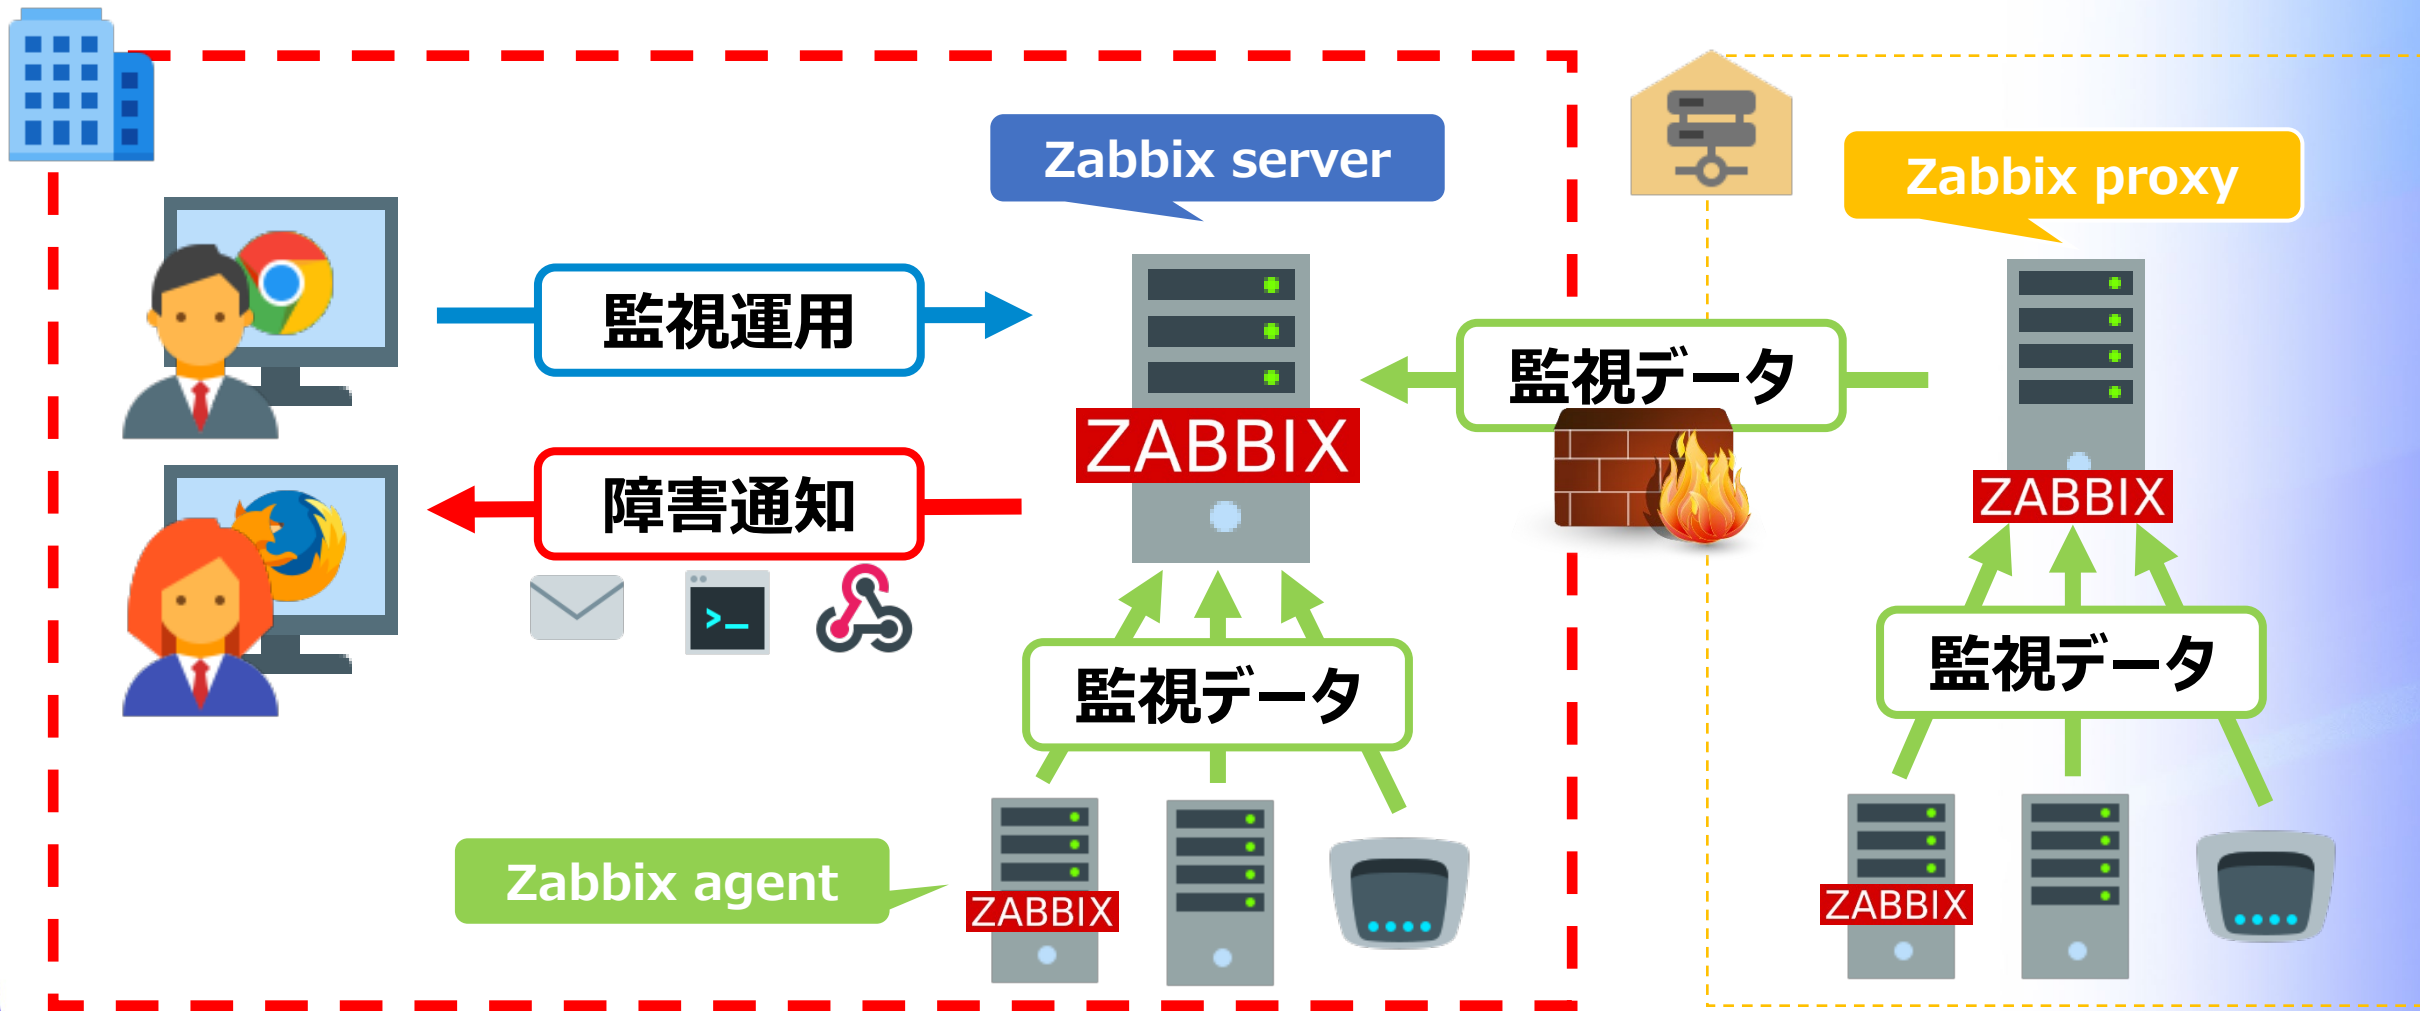 Zabbix server
Zabbix proxy
監視運用
監視データ
ZABBIX
障害通知
ZABBIX
>_
監視データ
監視データ
Zabbix agent
ZABBIX
ZABBIX